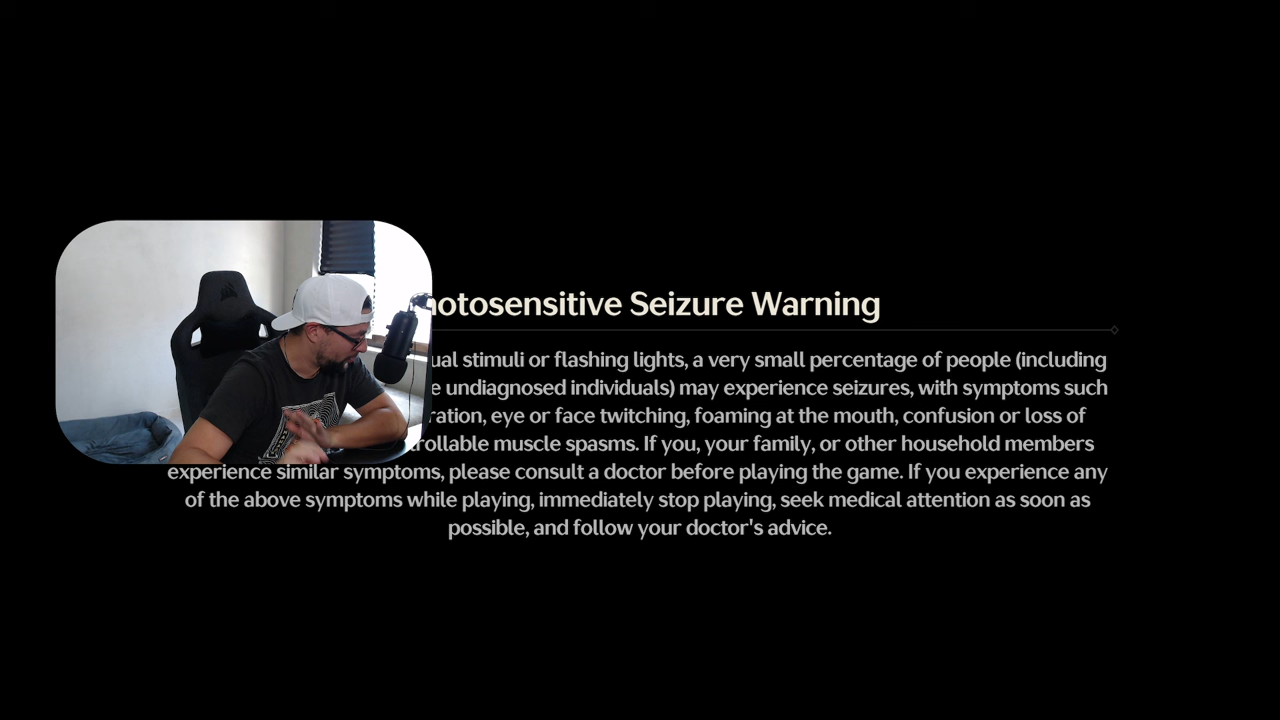 otosensitive Seizure Warning
ual stimuli or flashing lights, a very small percentage of people (including
undiagnosed individuals) may experience seizures, with symptoms such
ration, eye or face twitching, foaming at the mouth, confusion or loss of
trollable muscle spasms. If you, your family, or other household members
experience similar symptoms, please consult a doctor before playing the game. If you experience any
of the above symptoms while playing, immediately stop playing, seek medical attention as soon as
possible, and follow your doctor's advice.